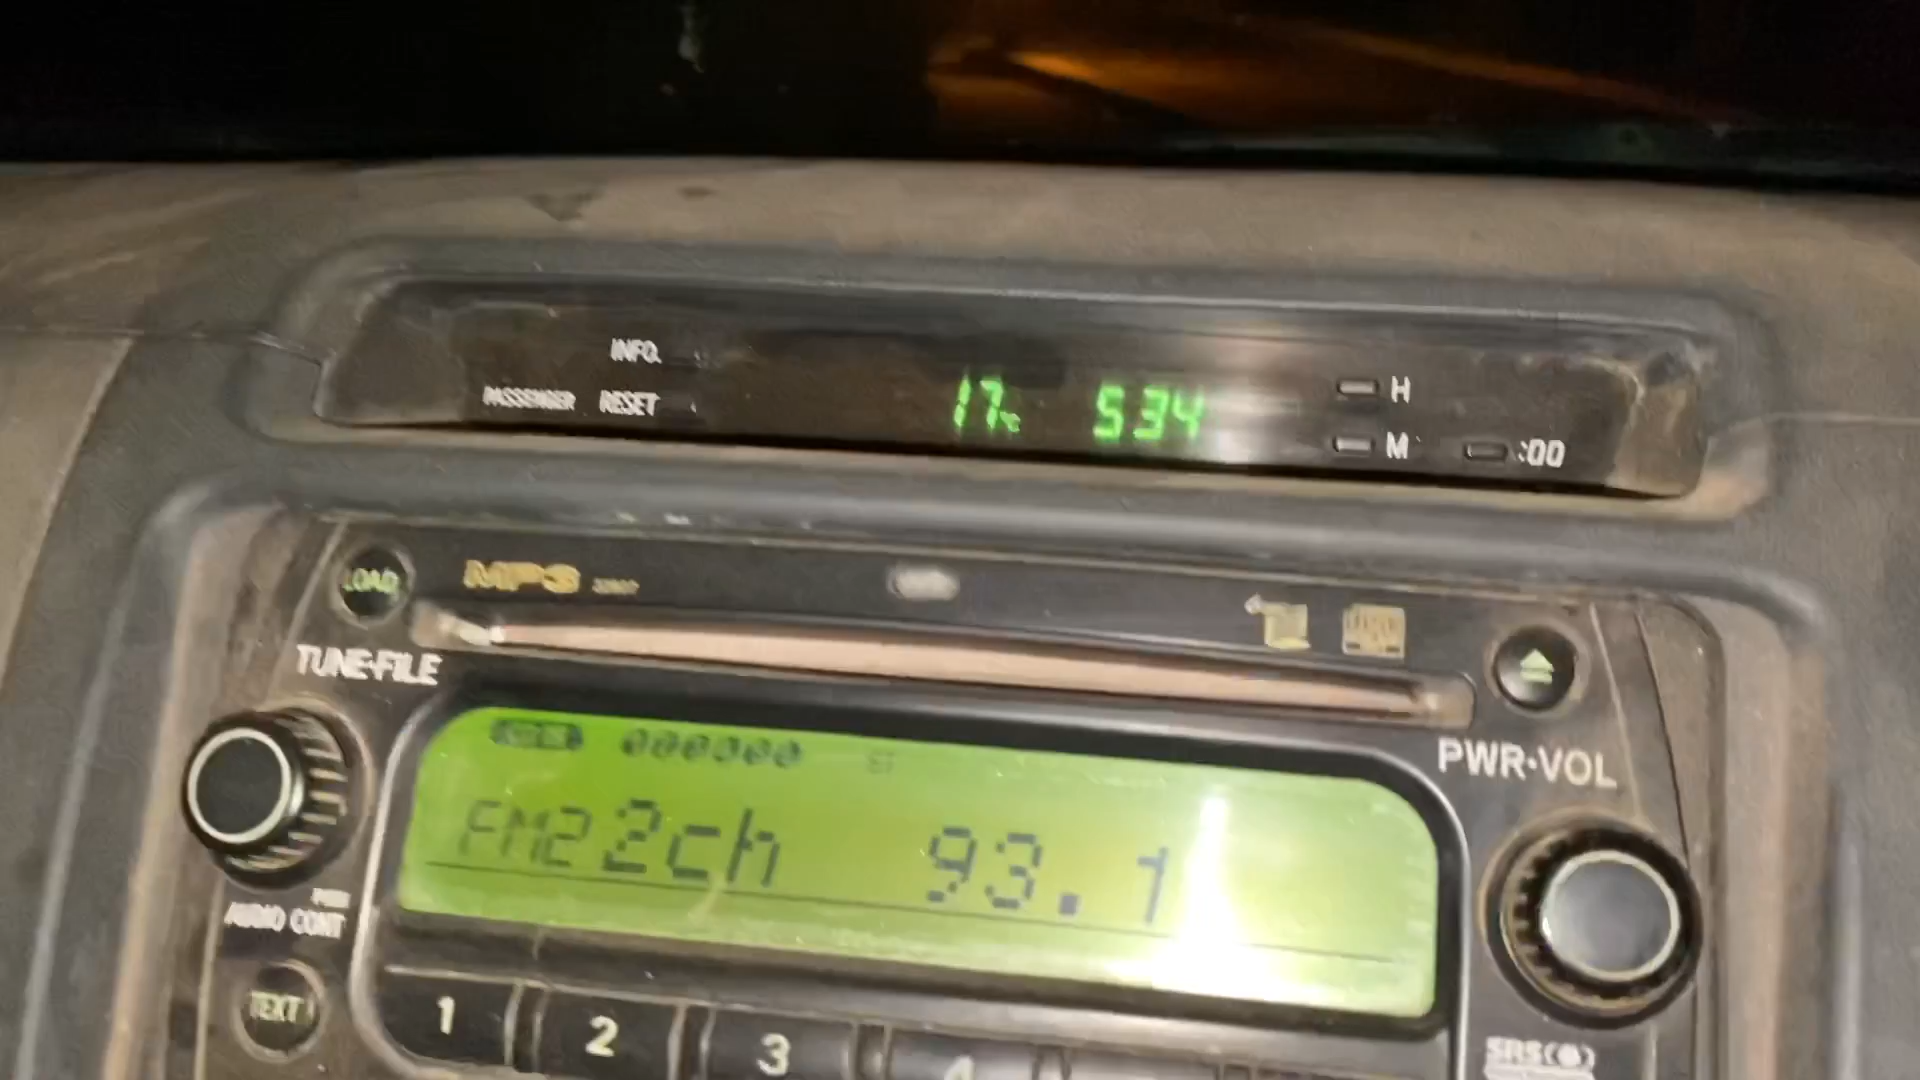 INFO.
PASSENGER RESET
17℃ 534
H
M :00
LOAD
MP3
TUNE•FILE
PWR•VOL
FM2 2ch 93.1
AUDIO CONT
TEXT
1 2 3 4
SRS(●)